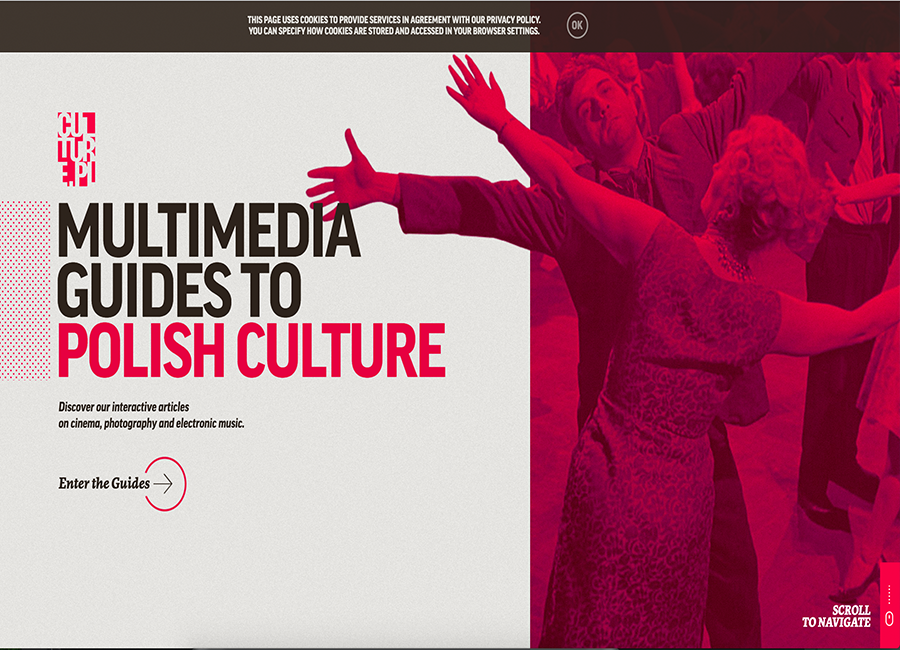 THIS PAGE USES COOKIES TO PROVIDE SERVICES IN AGREEMENT WITH OUR PRIVACY POLICY.
YOU CAN SPECIFY HOW COOKIES ARE STORED AND ACCESSED IN YOUR BROWSER SETTINGS.
OK
CUL
TUR
E.PL
MULTIMEDIA
GUIDES TO
POLISH CULTURE
Discover our interactive articles
on cinema, photography and electronic music.
Enter the Guides
SCROLL
TO NAVIGATE